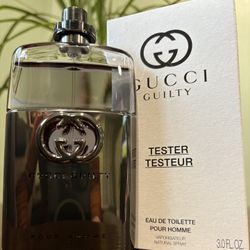 GUCCI
GUILTY
TESTER
TESTEUR
EAU DE TOILETTE
POUR HOMME
VAPORISATEUR
NATURAL SPRAY
3.0 FL.OZ